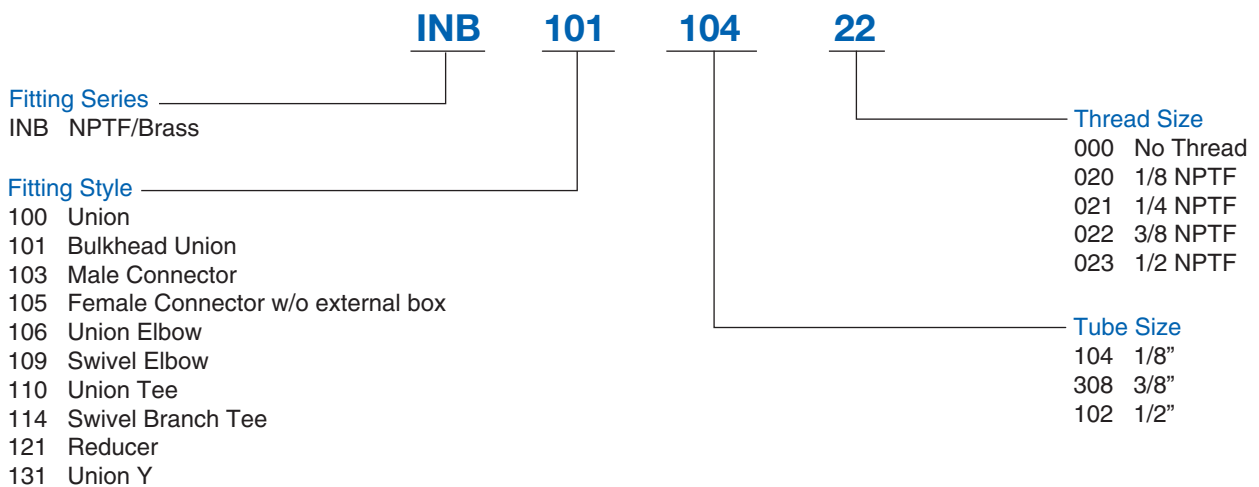 INB 101 104 22
Fitting Series
INB NPTF/Brass
Fitting Style
100 Union
101 Bulkhead Union
103 Male Connector
105 Female Connector w/o external box
106 Union Elbow
109 Swivel Elbow
110 Union Tee
114 Swivel Branch Tee
121 Reducer
131 Union Y
Thread Size
000 No Thread
020 1/8 NPTF
021 1/4 NPTF
022 3/8 NPTF
023 1/2 NPTF
Tube Size
104 1/8”
308 3/8”
102 1/2”